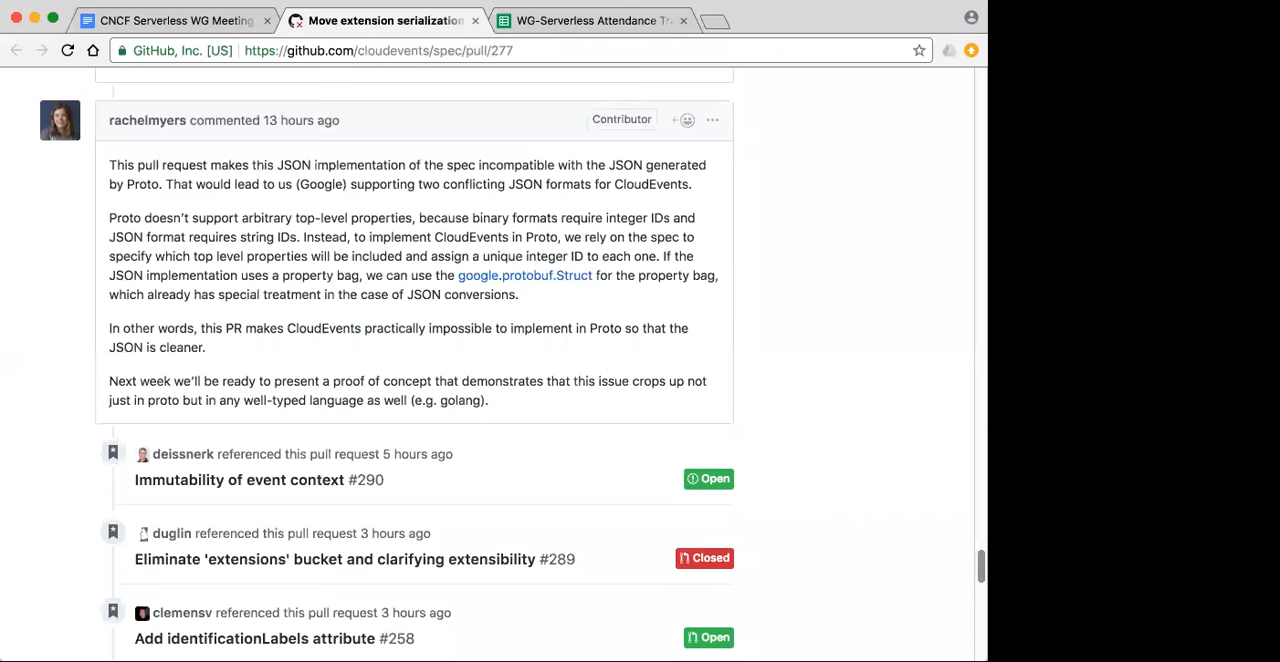 CNCF Serverless WG Meeting
Move extension serialization
WG-Serverless Attendance Tr
GitHub, Inc. [US] https://github.com/cloudevents/spec/pull/277
rachelmyers commented 13 hours ago
Contributor
This pull request makes this JSON implementation of the spec incompatible with the JSON generated
by Proto. That would lead to us (Google) supporting two conflicting JSON formats for CloudEvents.
Proto doesn't support arbitrary top-level properties, because binary formats require integer IDs and
JSON format requires string IDs. Instead, to implement CloudEvents in Proto, we rely on the spec to
specify which top level properties will be included and assign a unique integer ID to each one. If the
JSON implementation uses a property bag, we can use the google.protobuf.Struct for the property bag,
which already has special treatment in the case of JSON conversions.
In other words, this PR makes CloudEvents practically impossible to implement in Proto so that the
JSON is cleaner.
Next week we'll be ready to present a proof of concept that demonstrates that this issue crops up not
just in proto but in any well-typed language as well (e.g. golang).
deissnerk referenced this pull request 5 hours ago
Immutability of event context #290
Open
duglin referenced this pull request 3 hours ago
Eliminate 'extensions' bucket and clarifying extensibility #289
Closed
clemensv referenced this pull request 3 hours ago
Add identificationLabels attribute #258
Open